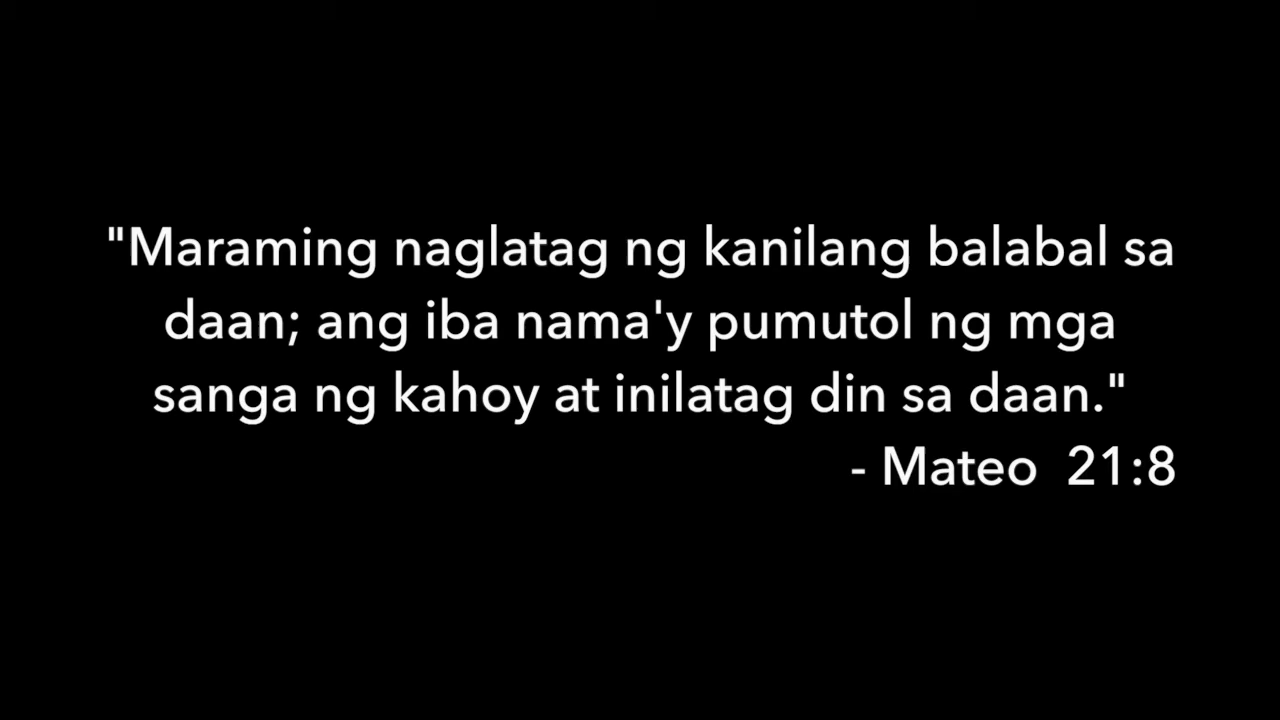 "Maraming naglatag ng kanilang balabal sa
daan; ang iba nama'y pumutol ng mga
sanga ng kahoy at inilatag din sa daan."
- Mateo  21:8